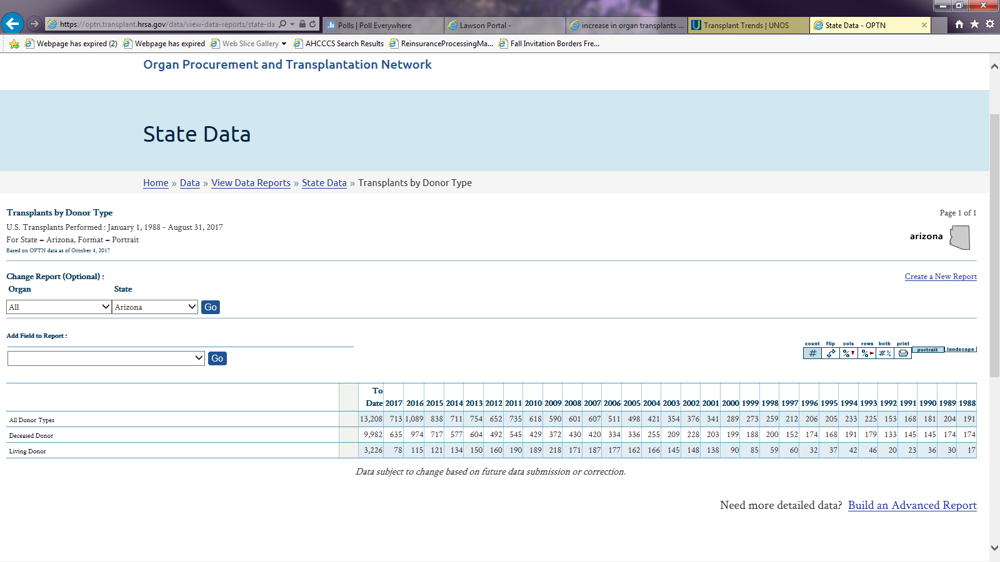 https://optn.transplant.hrsa.gov/data/view-data-reports/state-da
Polls | Poll Everywhere
Lawson Portal -
increase in organ transplants ...
Transplant Trends | UNOS
State Data - OPTN
Webpage has expired (2)
Webpage has expired
Web Slice Gallery
AHCCCS Search Results
ReinsuranceProcessingMa...
Fall Invitation Borders Fre...
Organ Procurement and Transplantation Network
State Data
Home » Data » View Data Reports » State Data » Transplants by Donor Type
Transplants by Donor Type
Page 1 of 1
U.S. Transplants Performed : January 1, 1988 - August 31, 2017
For State = Arizona, Format = Portrait
Based on OPTN data as of October 4, 2017
arizona
Change Report (Optional) :
Create a New Report
Organ State
All Arizona Go
Add Field to Report :
Go
count flip cols rows both print
# % % #%
portrait landscape
To Date 2017 2016 2015 2014 2013 2012 2011 2010 2009 2008 2007 2006 2005 2004 2003 2002 2001 2000 1999 1998 1997 1996 1995 1994 1993 1992 1991 1990 1989 1988
All Donor Types 13,208 713 1,089 838 711 754 652 735 618 590 601 607 511 498 421 354 376 341 289 273 259 212 206 205 233 225 153 168 181 204 191
Deceased Donor 9,982 635 974 717 577 604 492 545 429 372 430 420 334 336 255 209 228 203 199 188 200 152 174 168 191 179 133 145 145 174 174
Living Donor 3,226 78 115 121 134 150 160 190 189 218 171 187 177 162 166 145 148 138 90 85 59 60 32 37 42 46 20 23 36 30 17
Data subject to change based on future data submission or correction.
Need more detailed data? Build an Advanced Report